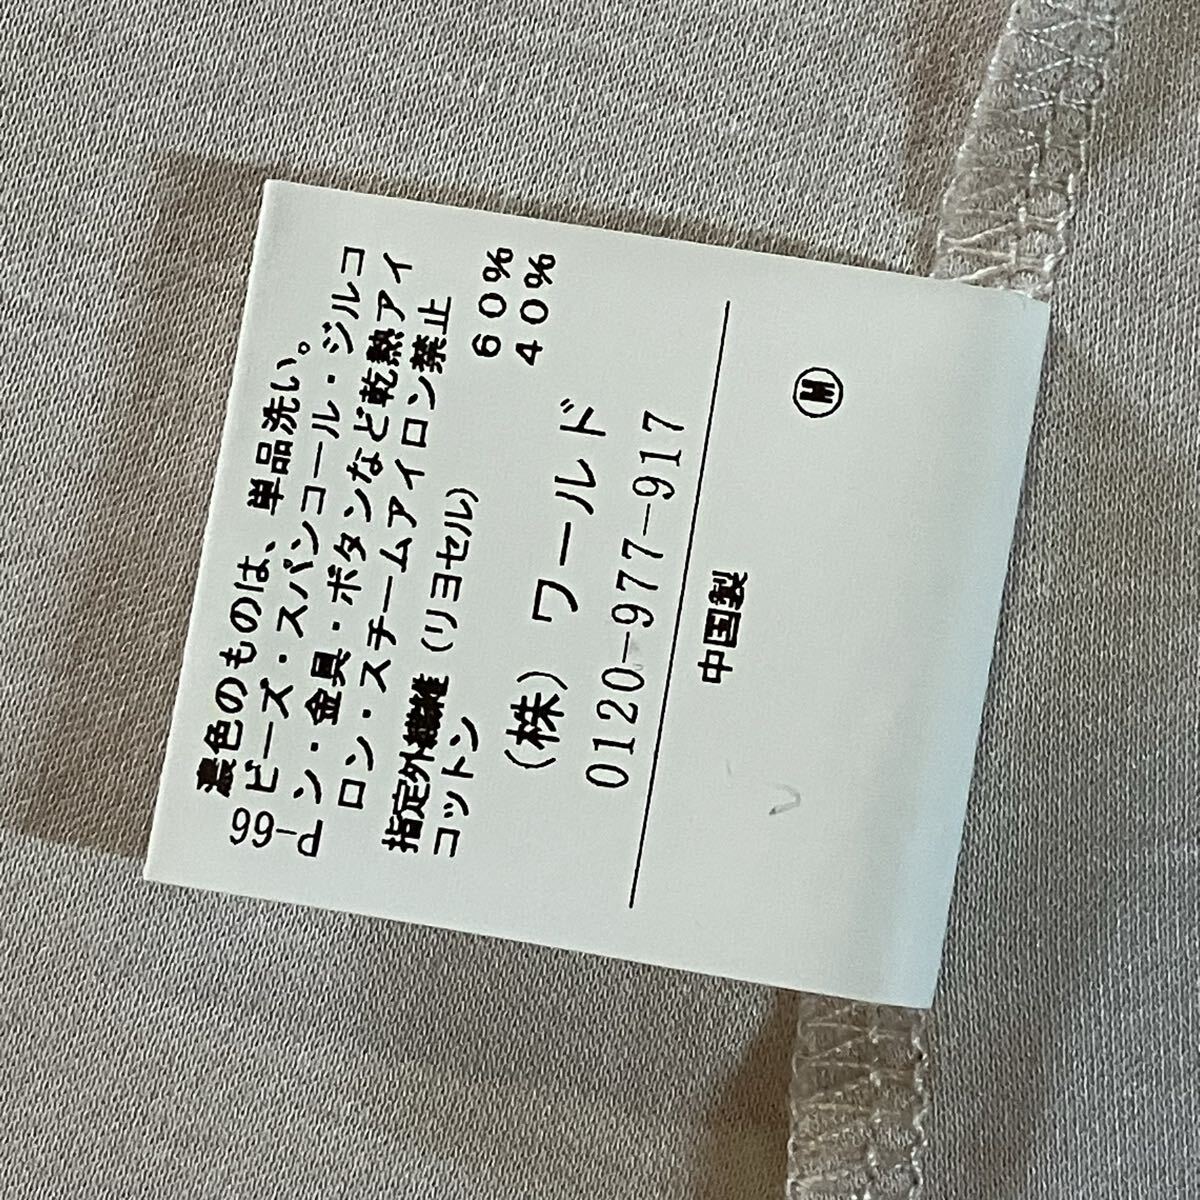 濃色のものは、単品洗い。
99-ビーズ・スパンコール・ジルコ
Pン・金具・ボタンなど乾熱アイ
ロン・スチームアイロン禁止
指定外繊維(リヨセル) 60%
コットン 40%
(株)ワールド
0120-977-917
中国製
Ⓜ